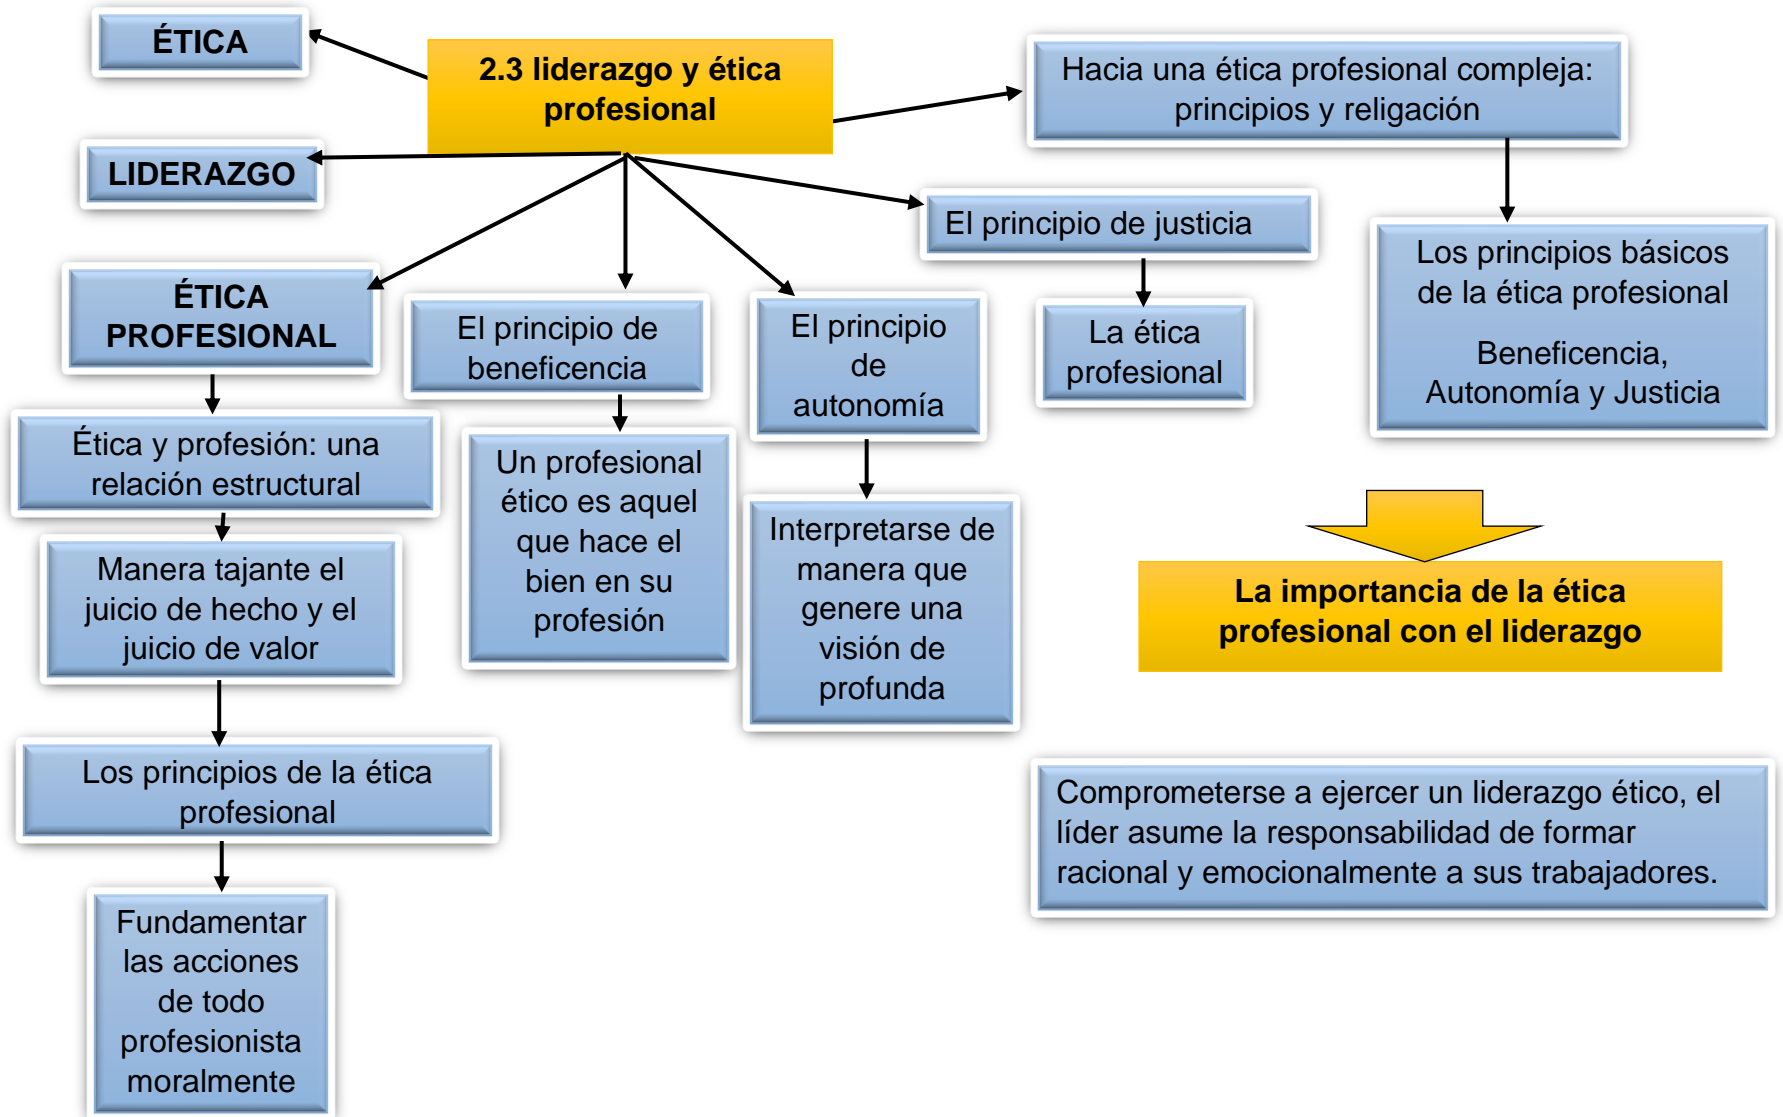 ÉTICA
2.3 liderazgo y ética
profesional
Hacia una ética profesional compleja:
principios y religación
LIDERAZGO
El principio de justicia
ÉTICA
PROFESIONAL
El principio de
beneficencia
El principio
de
autonomía
La ética
profesional
Los principios básicos
de la ética profesional
Beneficencia,
Autonomía y Justicia
Ética y profesión: una
relación estructural
Un profesional
ético es aquel
que hace el
bien en su
profesión
Interpretarse de
manera que
genere una
visión de
profunda
Manera tajante el
juicio de hecho y el
juicio de valor
La importancia de la ética
profesional con el liderazgo
Los principios de la ética
profesional
Comprometerse a ejercer un liderazgo ético, el
líder asume la responsabilidad de formar
racional y emocionalmente a sus trabajadores.
Fundamentar
las acciones
de todo
profesionista
moralmente